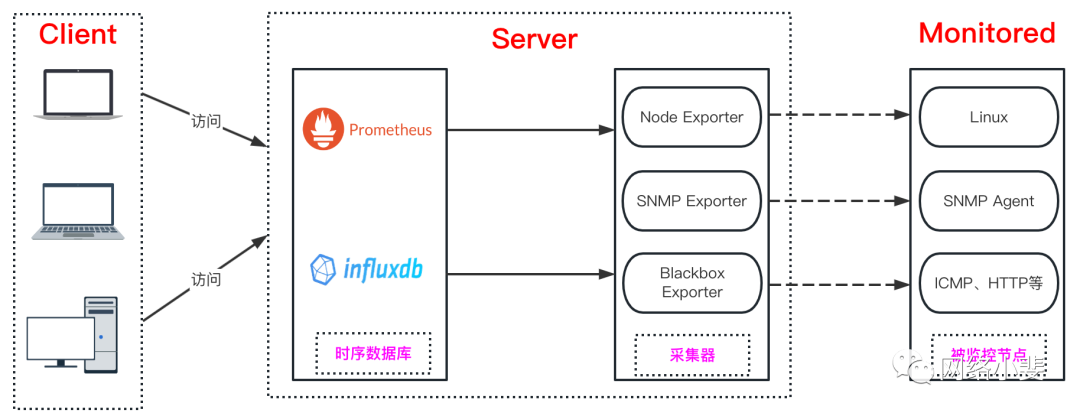 Client
Server
Monitored
访问
访问
Prometheus
influxdb
时序数据库
Node Exporter
SNMP Exporter
Blackbox
Exporter
采集器
Linux
SNMP Agent
ICMP、HTTP等
被监控节点
网络小斐